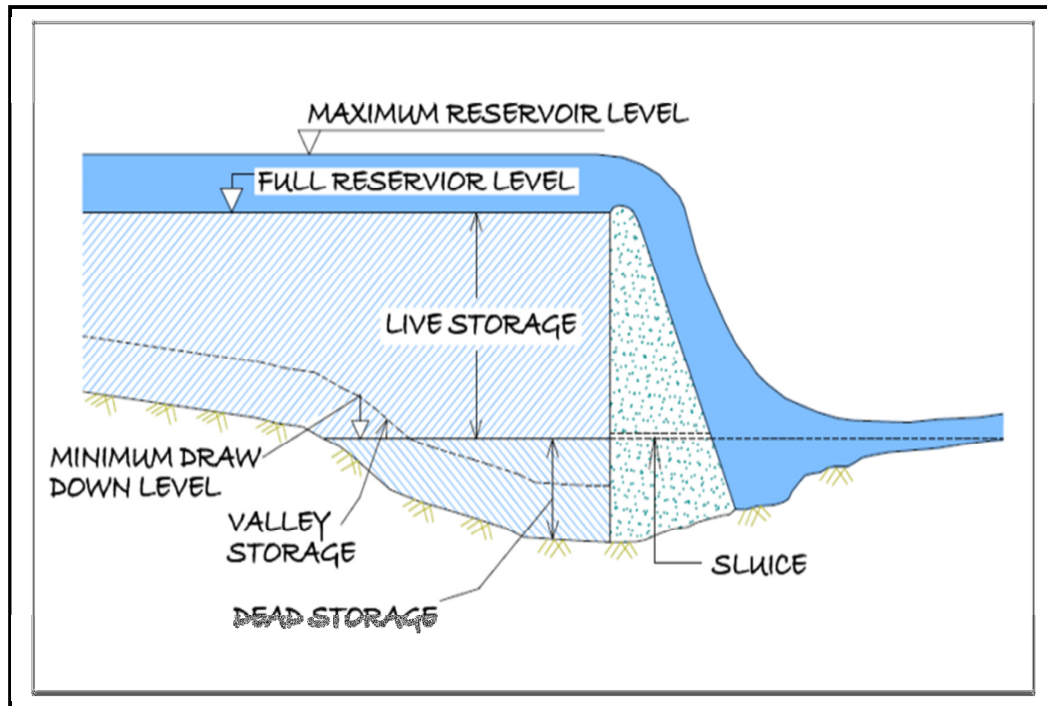 MAXIMUM RESERVOIR LEVEL
FULL RESERVIOR LEVEL
LIVE STORAGE
MINIMUM DRAW
DOWN LEVEL
VALLEY
STORAGE
SLUICE
DEAD STORAGE